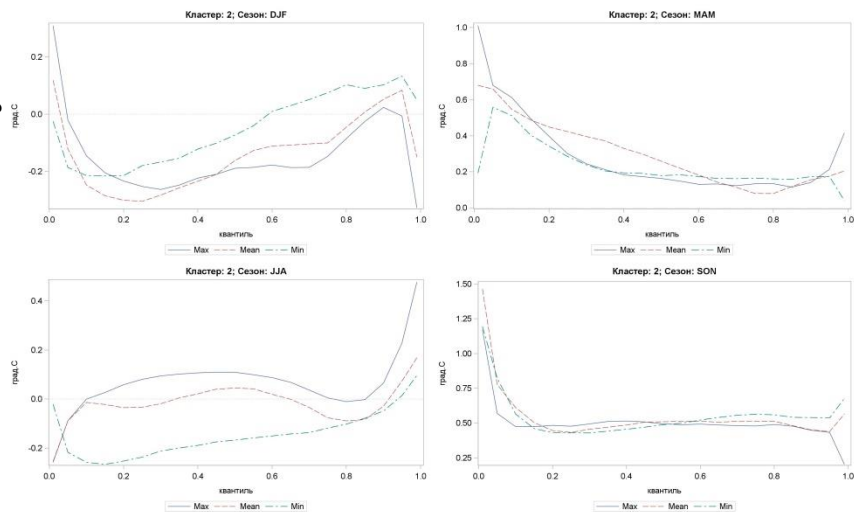 Кластер: 2; Сезон: DJF
град.C
0.2
0.0
-0.2
0.0 0.2 0.4 0.6 0.8 1.0
квантиль
Max Mean Min
Кластер: 2; Сезон: MAM
град.C
1.0
0.8
0.6
0.4
0.2
0.0
0.0 0.2 0.4 0.6 0.8 1.0
квантиль
Max Mean Min
Кластер: 2; Сезон: JJA
град.C
0.4
0.2
0.0
-0.2
0.0 0.2 0.4 0.6 0.8 1.0
квантиль
Max Mean Min
Кластер: 2; Сезон: SON
град.C
1.50
1.25
1.00
0.75
0.50
0.25
0.0 0.2 0.4 0.6 0.8 1.0
квантиль
Max Mean Min